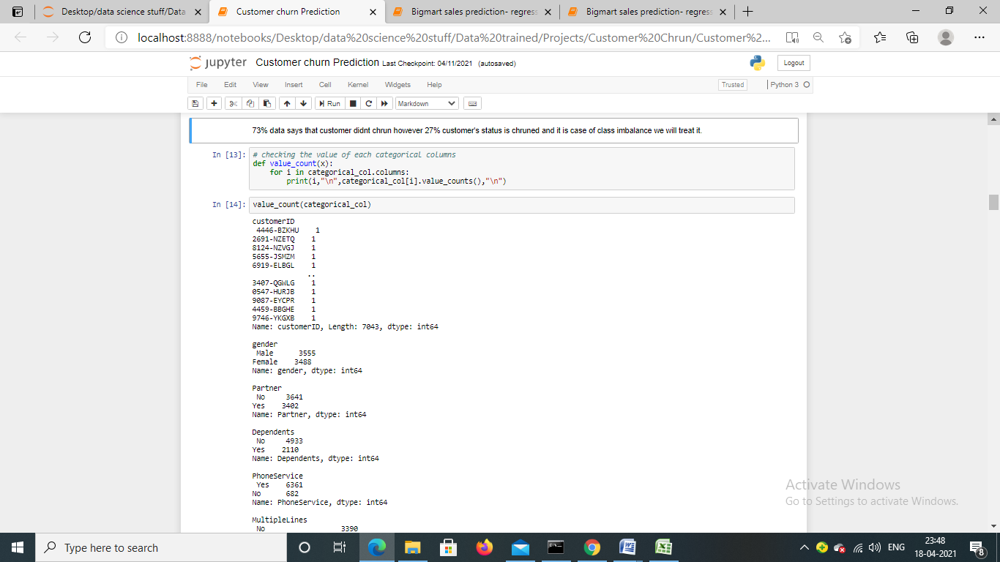 Desktop/data science stuff/Data
Customer churn Prediction
Bigmart sales prediction- regress
Bigmart sales prediction- regress
localhost:8888/notebooks/Desktop/data%20science%20stuff/Data%20trained/Projects/Customer%20Chrun/Customer%2...
jupyter Customer churn Prediction Last Checkpoint: 04/11/2021 (autosaved)
Logout
File Edit View Insert Cell Kernel Widgets Help
Trusted
Python 3
Run
Markdown
73% data says that customer didnt chrun however 27% customer's status is chruned and it is case of class imbalance we will treat it.
In [13]: # checking the value of each categorical columns
def value_count(x):
for i in categorical_col.columns:
print(i,"\n",categorical_col[i].value_counts(),"\n")
In [14]: value_count(categorical_col)
customerID
4446-BZKHU 1
2691-NZETQ 1
8124-NZVGJ 1
5655-JSMZM 1
6919-ELBGL 1
..
3407-QGWLG 1
0547-HURJB 1
9087-EYCPR 1
4459-BBGHE 1
9746-YKGXB 1
Name: customerID, Length: 7043, dtype: int64
gender
Male 3555
Female 3488
Name: gender, dtype: int64
Partner
No 3641
Yes 3402
Name: Partner, dtype: int64
Dependents
No 4933
Yes 2110
Name: Dependents, dtype: int64
PhoneService
Yes 6361
No 682
Name: PhoneService, dtype: int64
MultipleLines
No 3390
Activate Windows
Go to Settings to activate Windows.
Type here to search
ENG
23:48
18-04-2021
8